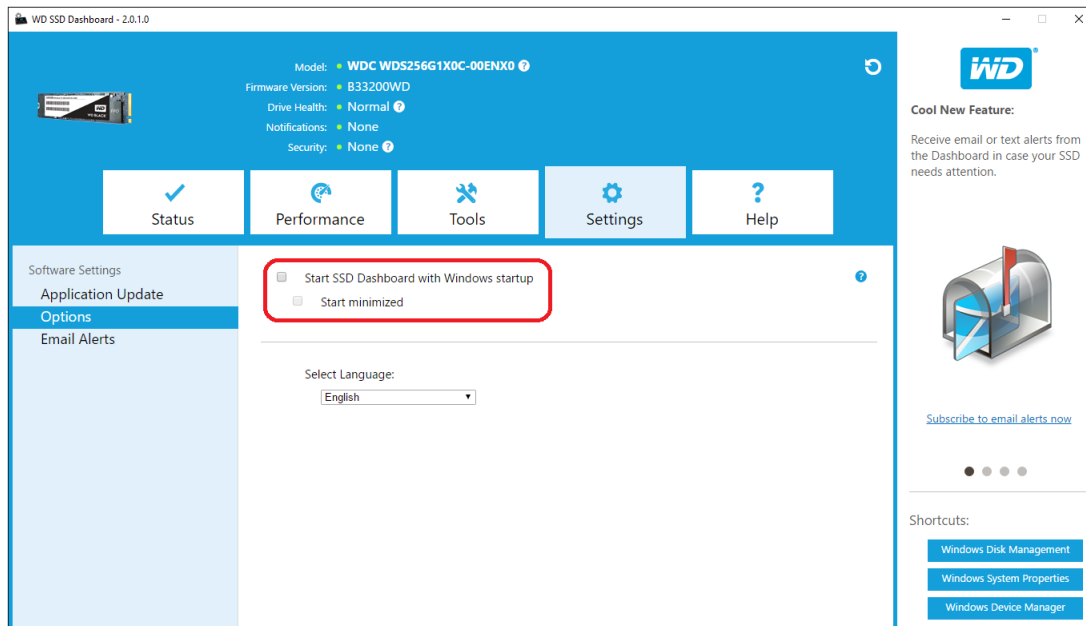 WD SSD Dashboard - 2.0.1.0
Model: WDC WDS256G1X0C-00ENX0 ?
Firmware Version: B33200WD
Drive Health: Normal ?
Notifications: None
Security: None ?
Status
Performance
Tools
Settings
?
Help
Software Settings
Application Update
Options
Email Alerts
Start SSD Dashboard with Windows startup
?
Start minimized
Select Language:
English
WD®
Cool New Feature:
Receive email or text alerts from
the Dashboard in case your SSD
needs attention.
Subscribe to email alerts now
Shortcuts:
Windows Disk Management
Windows System Properties
Windows Device Manager